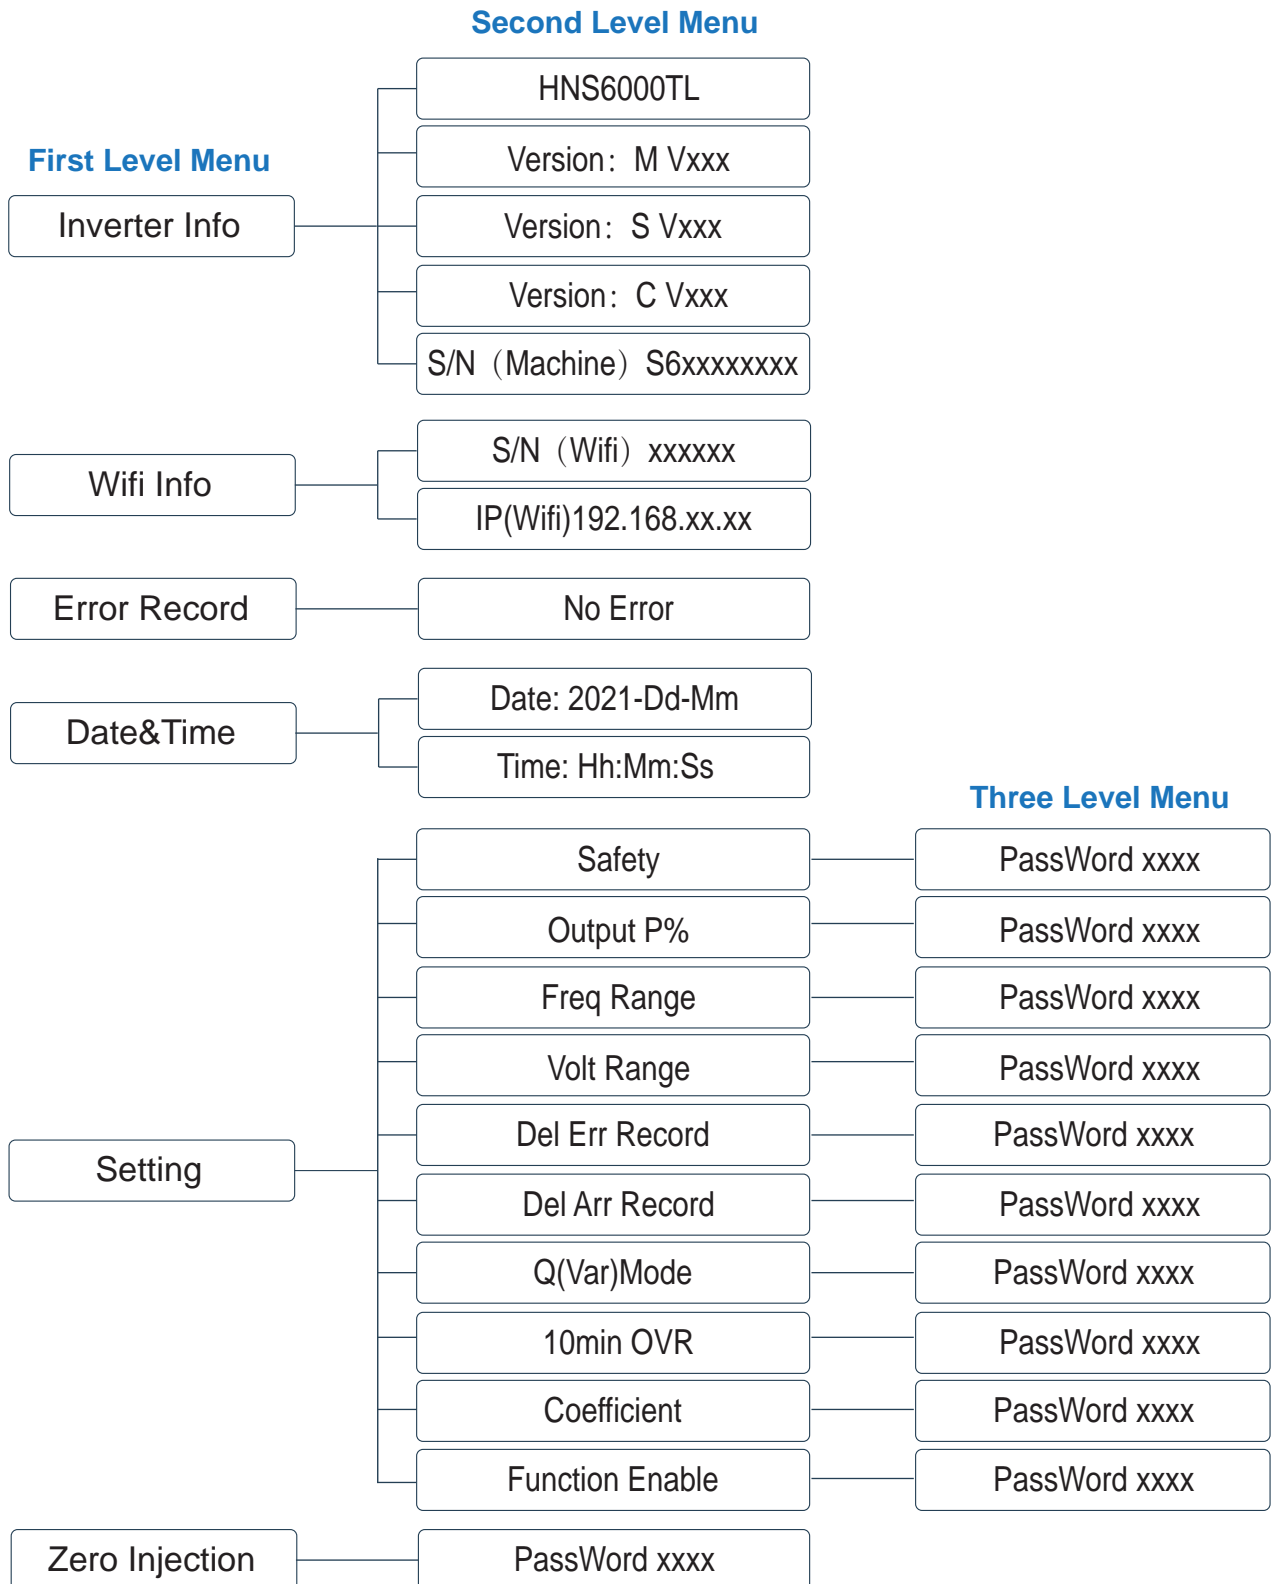 Second Level Menu
HNS6000TL
Version：M Vxxx
First Level Menu
Inverter Info
Version：S Vxxx
Version：C Vxxx
S/N（Machine）S6xxxxxxxx
Wifi Info
S/N（Wifi）xxxxxx
IP(Wifi)192.168.xx.xx
Error Record
No Error
Date&Time
Date: 2021-Dd-Mm
Time: Hh:Mm:Ss
Three Level Menu
Setting
Safety
PassWord xxxx
Output P%
PassWord xxxx
Freq Range
PassWord xxxx
Volt Range
PassWord xxxx
Del Err Record
PassWord xxxx
Del Arr Record
PassWord xxxx
Q(Var)Mode
PassWord xxxx
10min OVR
PassWord xxxx
Coefficient
PassWord xxxx
Function Enable
PassWord xxxx
Zero Injection
PassWord xxxx